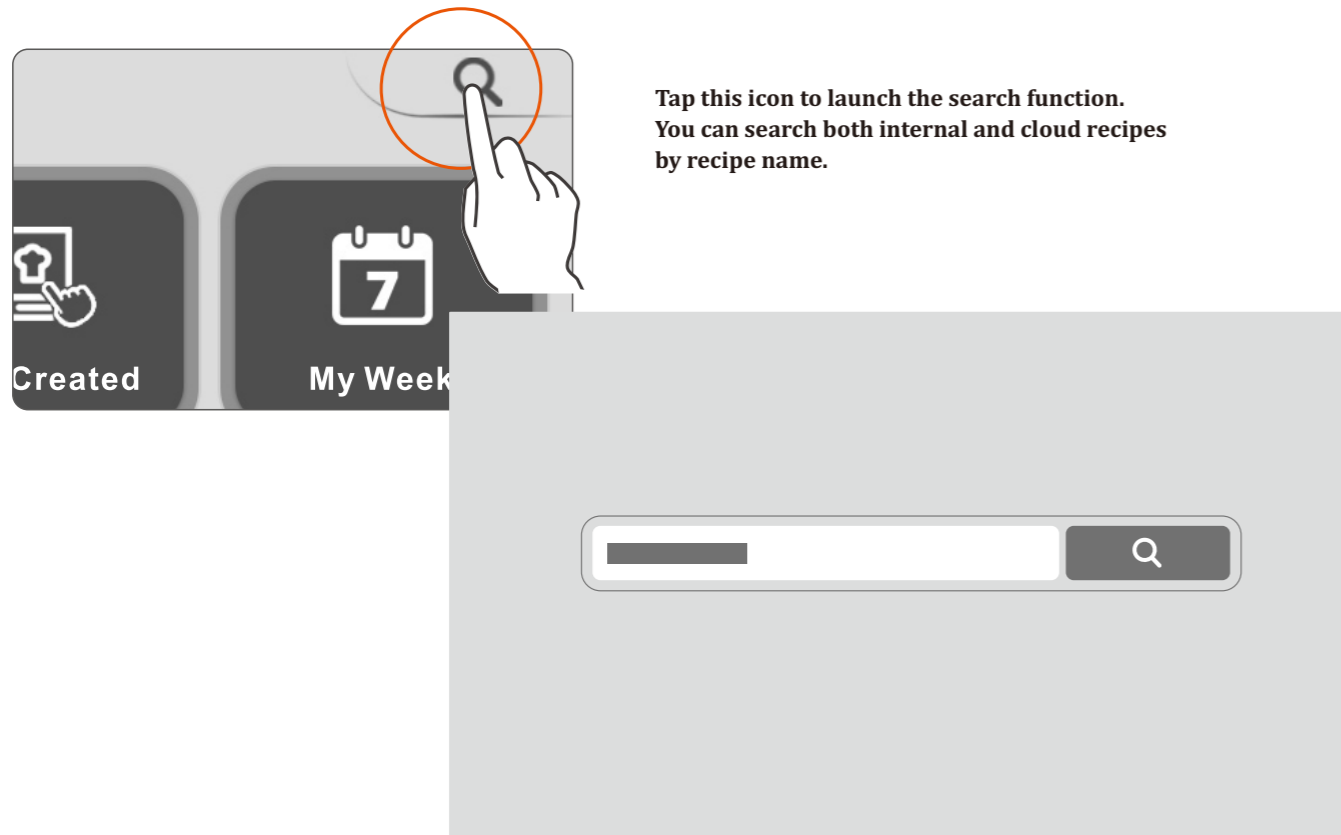 Tap this icon to launch the search function.
You can search both internal and cloud recipes
by recipe name.
7
Created
My Week